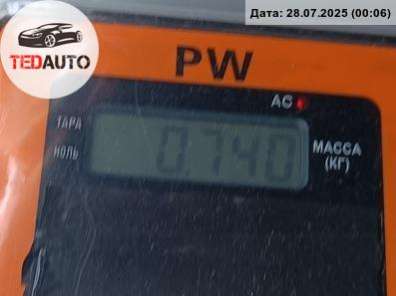 Дата: 28.07.2025 (00:06)
TEDAUTO
PW
AC
ТАРА
НОЛЬ
0.740
МАССА
(КГ)